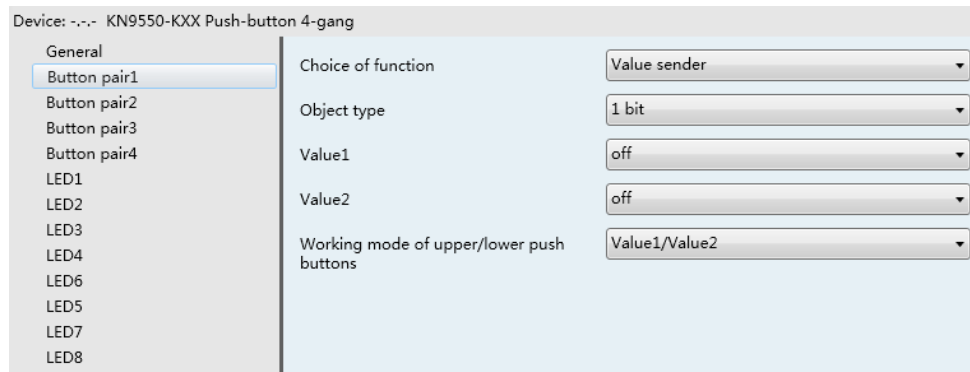 Device: -.-.- KN9550-KXX Push-button 4-gang
General
Button pair1
Button pair2
Button pair3
Button pair4
LED1
LED2
LED3
LED4
LED6
LED5
LED7
LED8
Choice of function
Value sender
Object type
1 bit
Value1
off
Value2
off
Working mode of upper/lower push
buttons
Value1/Value2